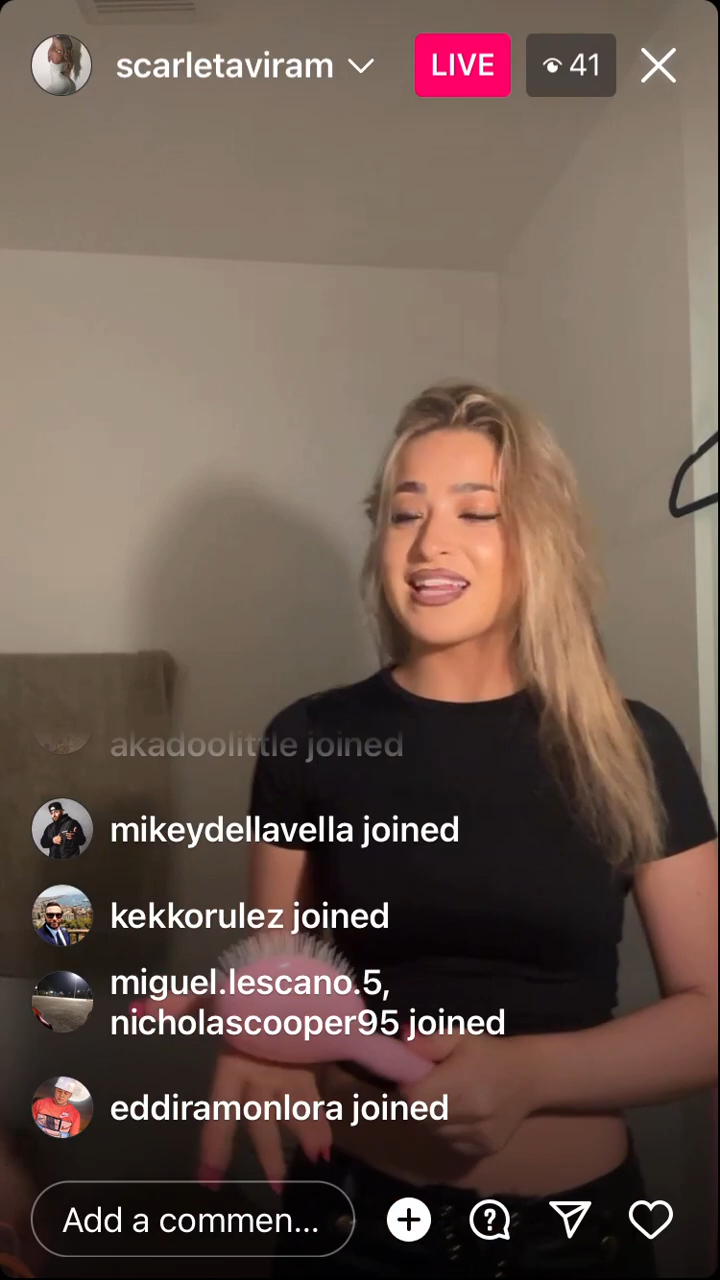 scarletaviram
LIVE
41
akadoolittle joined
mikeydellavella joined
kekkorulez joined
miguel.lescano.5,
nicholascooper95 joined
eddiramonlora joined
Add a commen...